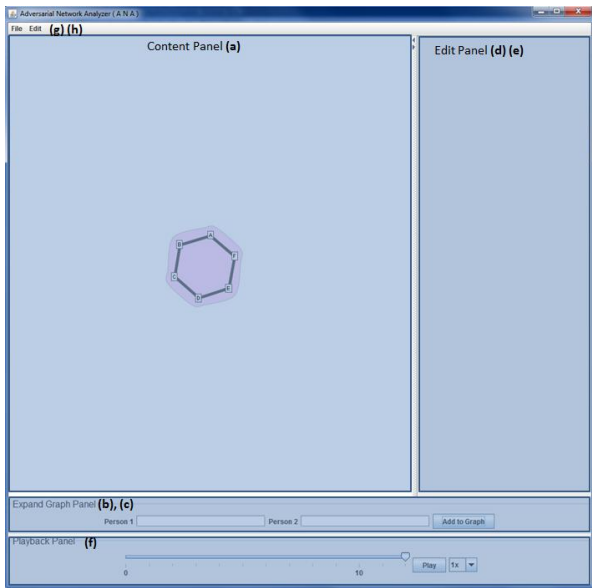 Adversarial Network Analyzer ( A N A )
File Edit (g) (h)
Content Panel (a)
Edit Panel (d) (e)
A
B
F
C
E
D
Expand Graph Panel (b), (c)
Person 1 Person 2 Add to Graph
Playback Panel (f)
Play 1x
0 10